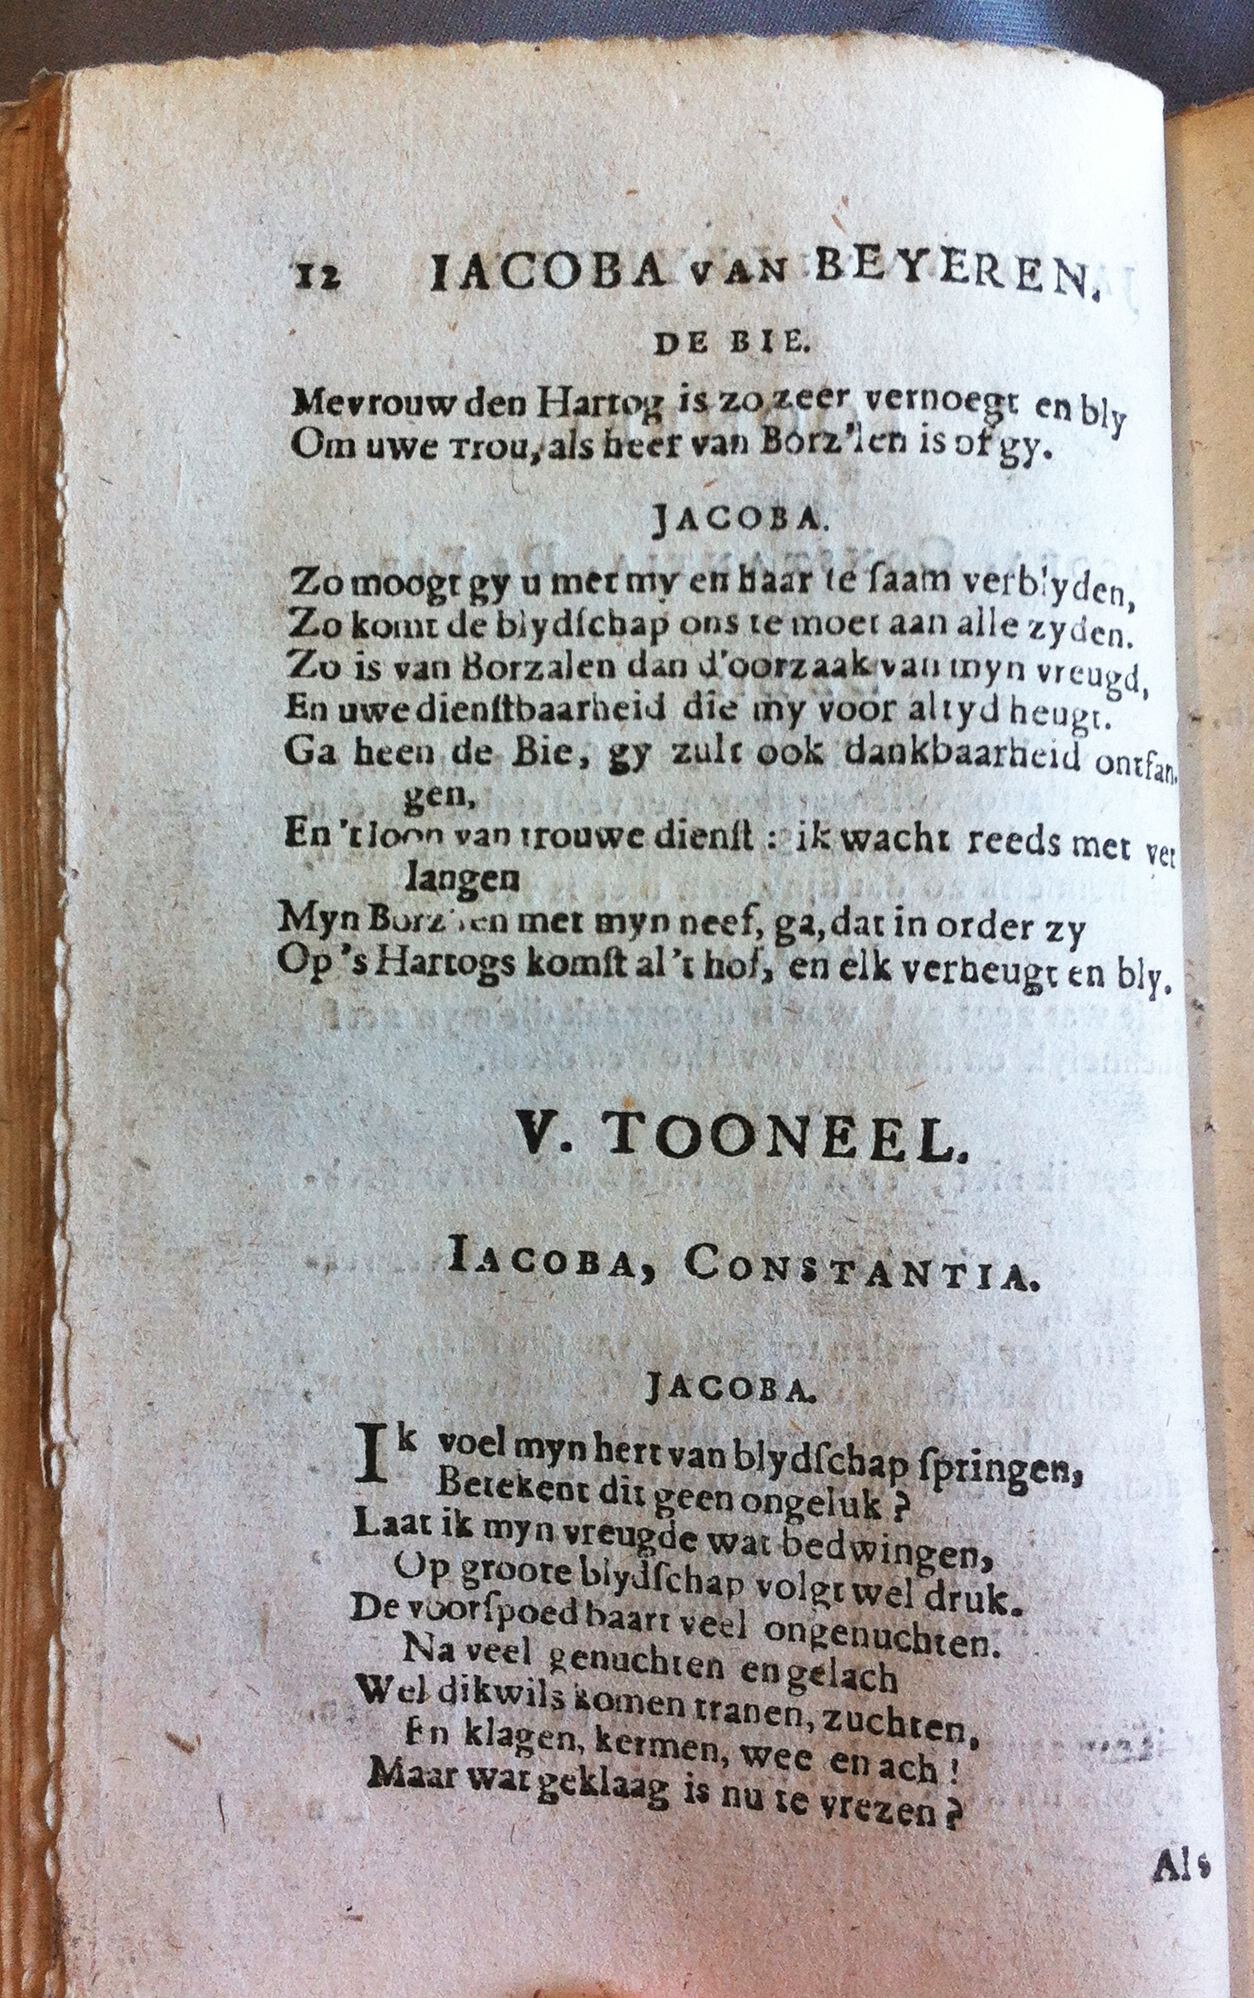 12 IACOBA VAN BEYEREN.
DE BIE.
Mevrouw den Hartog is zo zeer vernoegt en bly
Om uwe Trou, als heer van Borz'len is of gy.
JACOBA.
Zo moogt gy u met my en haar te ſaam verblyden,
Zo komt de blydſchap ons te moet aan alle zyden.
Zo is van Borzalen dan d'oorzaak van myn vreugd,
En uwe dienſtbaarheid die my voor altyd heugt.
Ga heen de Bie, gy zult ook dankbaarheid ontfan-
gen,
En 't loon van trouwe dienſt : ik wacht reeds met ver
langen
Myn Borz'len met myn neef, ga, dat in order zy
Op 's Hartogs komſt al 't hof, en elk verheugt en bly.
V. TOONEEL.
IACOBA, CONSTANTIA.
JACOBA.
Ik voel myn hert van blydſchap ſpringen,
Betekent dit geen ongeluk ?
Laat ik myn vreugde wat bedwingen,
Op groote blydſchap volgt wel druk.
De voorſpoed baart veel ongenuchten.
Na veel genuchten en gelach
Wel dikwils komen tranen, zuchten,
En klagen, kermen, wee en ach !
Maar wat geklaag is nu te vrezen ?
Als